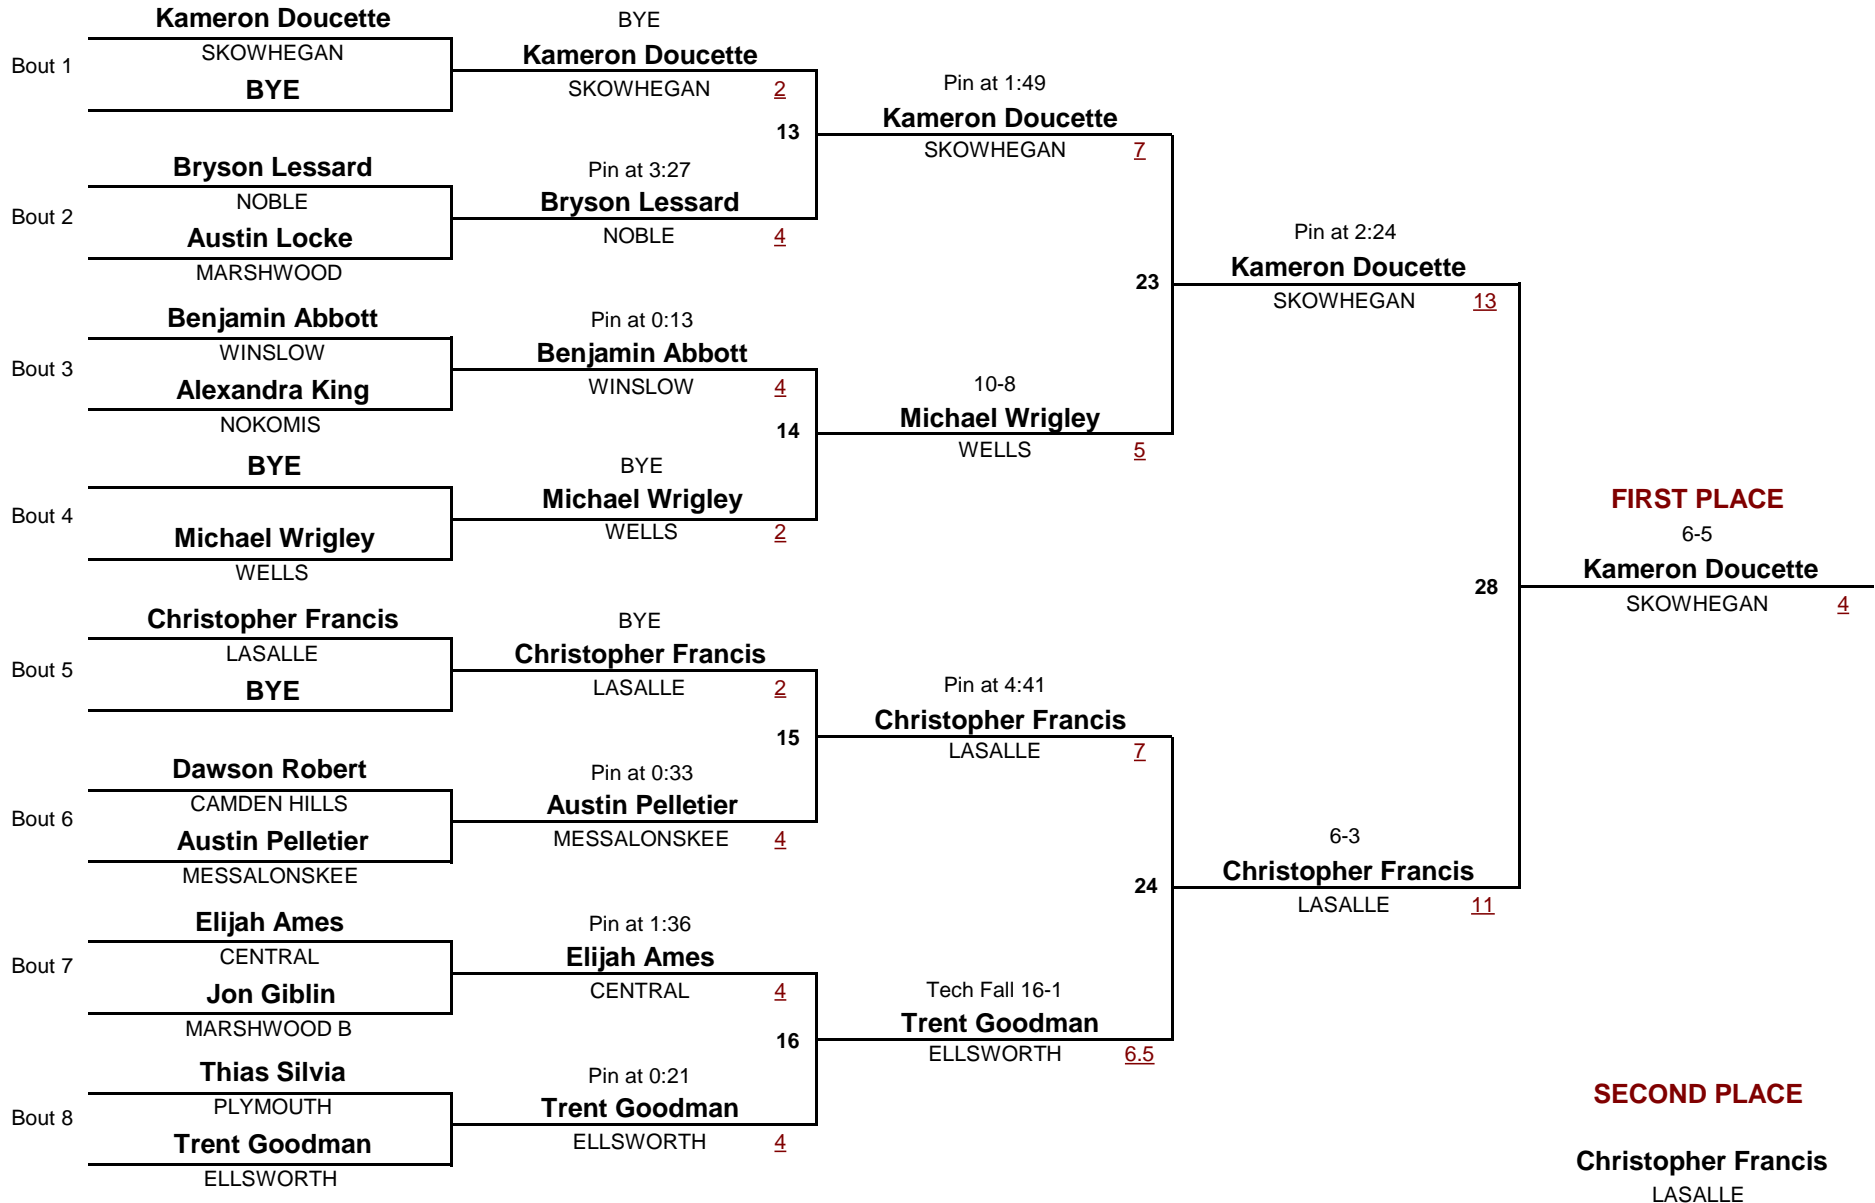 Kameron Doucette
Bout 1
SKOWHEGAN
BYE
Bryson Lessard
Bout 2
NOBLE
Austin Locke
MARSHWOOD
Benjamin Abbott
Bout 3
WINSLOW
Alexandra King
NOKOMIS
BYE
Bout 4
Michael Wrigley
WELLS
Christopher Francis
Bout 5
LASALLE
BYE
Dawson Robert
Bout 6
CAMDEN HILLS
Austin Pelletier
MESSALONSKEE
Elijah Ames
Bout 7
CENTRAL
Jon Giblin
MARSHWOOD B
Thias Silvia
Bout 8
PLYMOUTH
Trent Goodman
ELLSWORTH
BYE
Kameron Doucette
SKOWHEGAN 2
13
Pin at 3:27
Bryson Lessard
NOBLE 4
Pin at 0:13
Benjamin Abbott
WINSLOW 4
14
BYE
Michael Wrigley
WELLS 2
BYE
Christopher Francis
LASALLE 2
15
Pin at 0:33
Austin Pelletier
MESSALONSKEE 4
Pin at 1:36
Elijah Ames
CENTRAL 4
16
Pin at 0:21
Trent Goodman
ELLSWORTH 4
Pin at 1:49
Kameron Doucette
SKOWHEGAN 7
23
10-8
Michael Wrigley
WELLS 5
Pin at 4:41
Christopher Francis
LASALLE 7
24
Tech Fall 16-1
Trent Goodman
ELLSWORTH 6.5
Pin at 2:24
Kameron Doucette
SKOWHEGAN 13
28
6-3
Christopher Francis
LASALLE 11
FIRST PLACE
6-5
Kameron Doucette
SKOWHEGAN 4
SECOND PLACE
Christopher Francis
LASALLE